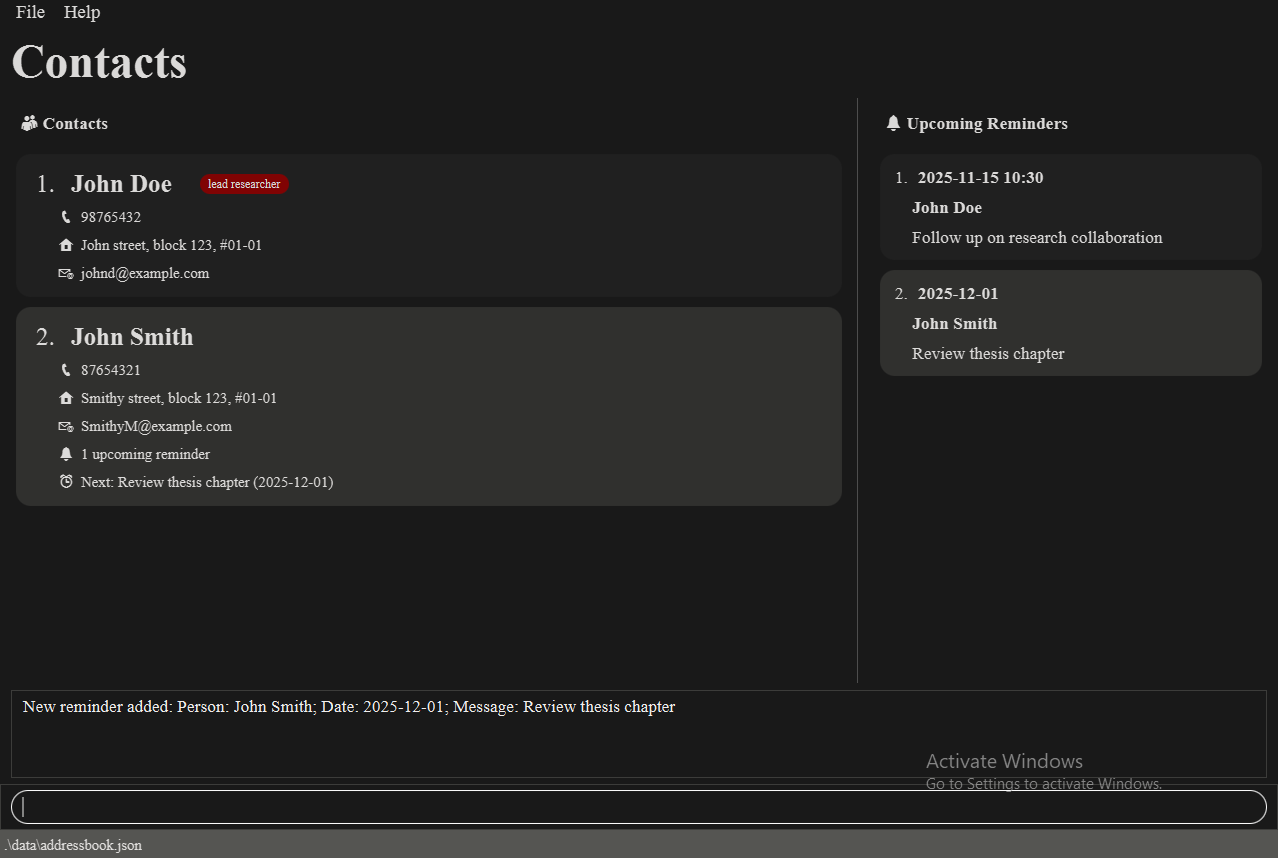 File Help
Contacts
Contacts
1. John Doe lead researcher
98765432
John street, block 123, #01-01
johnd@example.com
2. John Smith
87654321
Smithy street, block 123, #01-01
SmithyM@example.com
1 upcoming reminder
Next: Review thesis chapter (2025-12-01)
Upcoming Reminders
1. 2025-11-15 10:30
John Doe
Follow up on research collaboration
2. 2025-12-01
John Smith
Review thesis chapter
New reminder added: Person: John Smith; Date: 2025-12-01; Message: Review thesis chapter
Activate Windows
Go to Settings to activate Windows.
.\data\addressbook.json